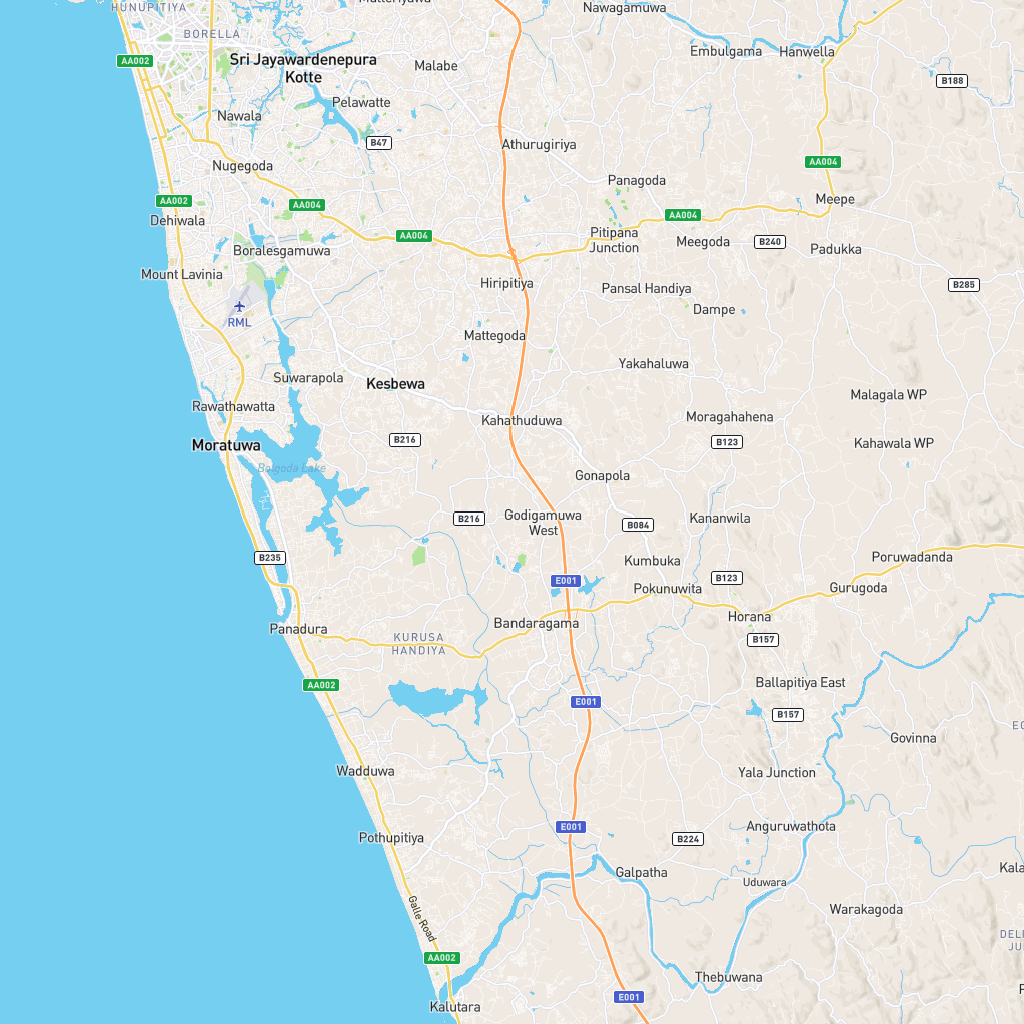 HUNUPITIYA
Nawagamuwa
BORELLA
Embulgama
Hanwella
AA002
Sri Jayawardenepura
Kotte
Malabe
B188
Pelawatte
Nawala
B47
Athurugiriya
Nugegoda
AA004
Panagoda
AA002
AA004
Meepe
Dehiwala
AA004
AA004
Pitipana
Junction
Meegoda
B240
Boralesgamuwa
Padukka
Mount Lavinia
Hiripitiya
Pansal Handiya
B285
RML
Dampe
Mattegoda
Yakahaluwa
Suwarapola
Kesbewa
Malagala WP
Rawathawatta
Kahathuduwa
Moragahahena
Moratuwa
B216
B123
Kahawala WP
Bolgoda Lake
Gonapola
B216
Godigamuwa
West
B084
Kananwila
B235
Kumbuka
Poruwadanda
E001
B123
Pokunuwita
Gurugoda
Panadura
Bandaragama
Horana
KURUSA
HANDIYA
B157
AA002
Ballapitiya East
E001
B157
Govinna
Wadduwa
Yala Junction
E001
Anguruwathota
Pothupitiya
B224
Galpatha
Uduwara
Galle Road
Warakagoda
AA002
Thebuwana
E001
Kalutara